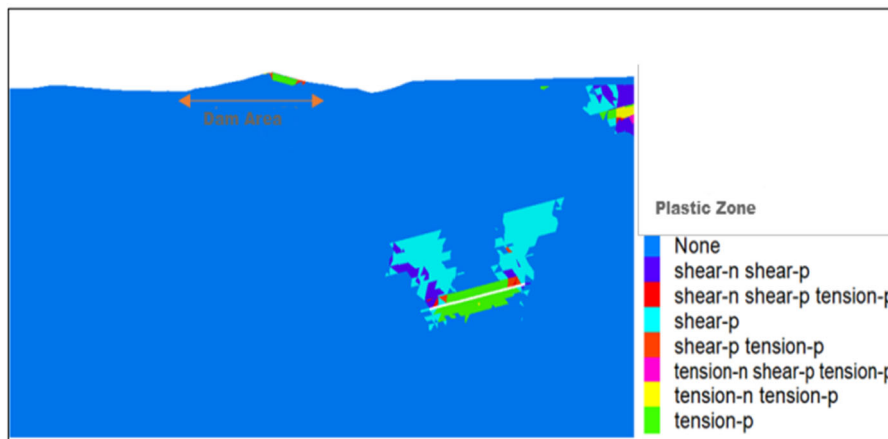 Dam Area
Plastic Zone
None
shear-n shear-p
shear-n shear-p tension-p
shear-p
shear-p tension-p
tension-n shear-p tension-p
tension-n tension-p
tension-p